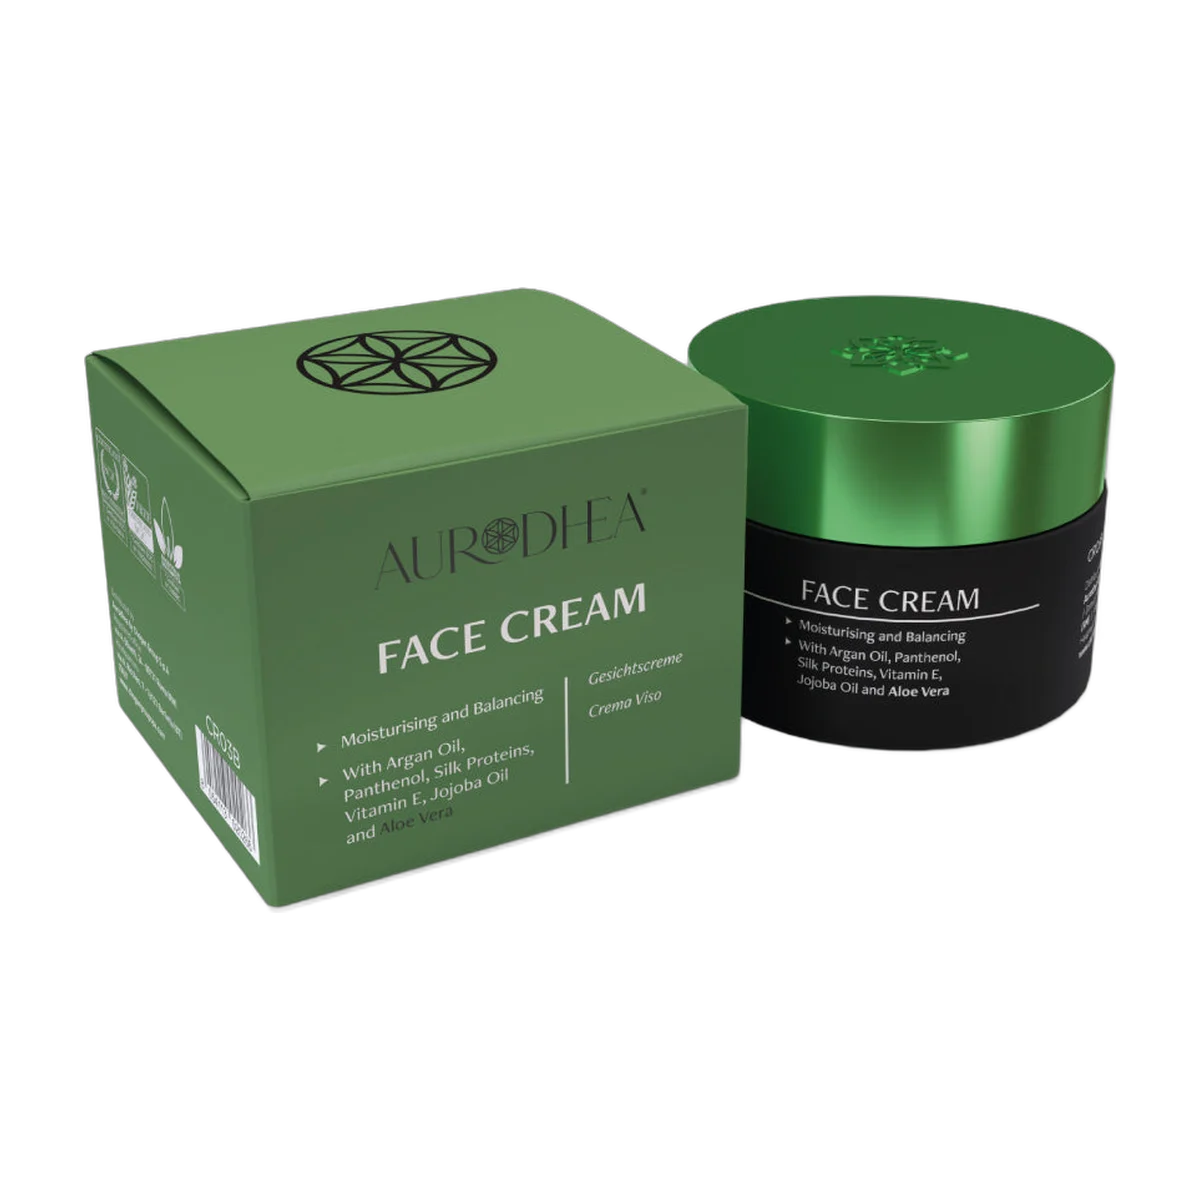 AURODHEA®
FACE CREAM
Moisturising and Balancing
With Argan Oil,
Panthenol, Silk Proteins,
Vitamin E, Jojoba Oil
and Aloe Vera
Gesichtscreme
Crema Viso
CR03B
FACE CREAM
Moisturising and Balancing
With Argan Oil, Panthenol,
Silk Proteins, Vitamin E,
Jojoba Oil and Aloe Vera